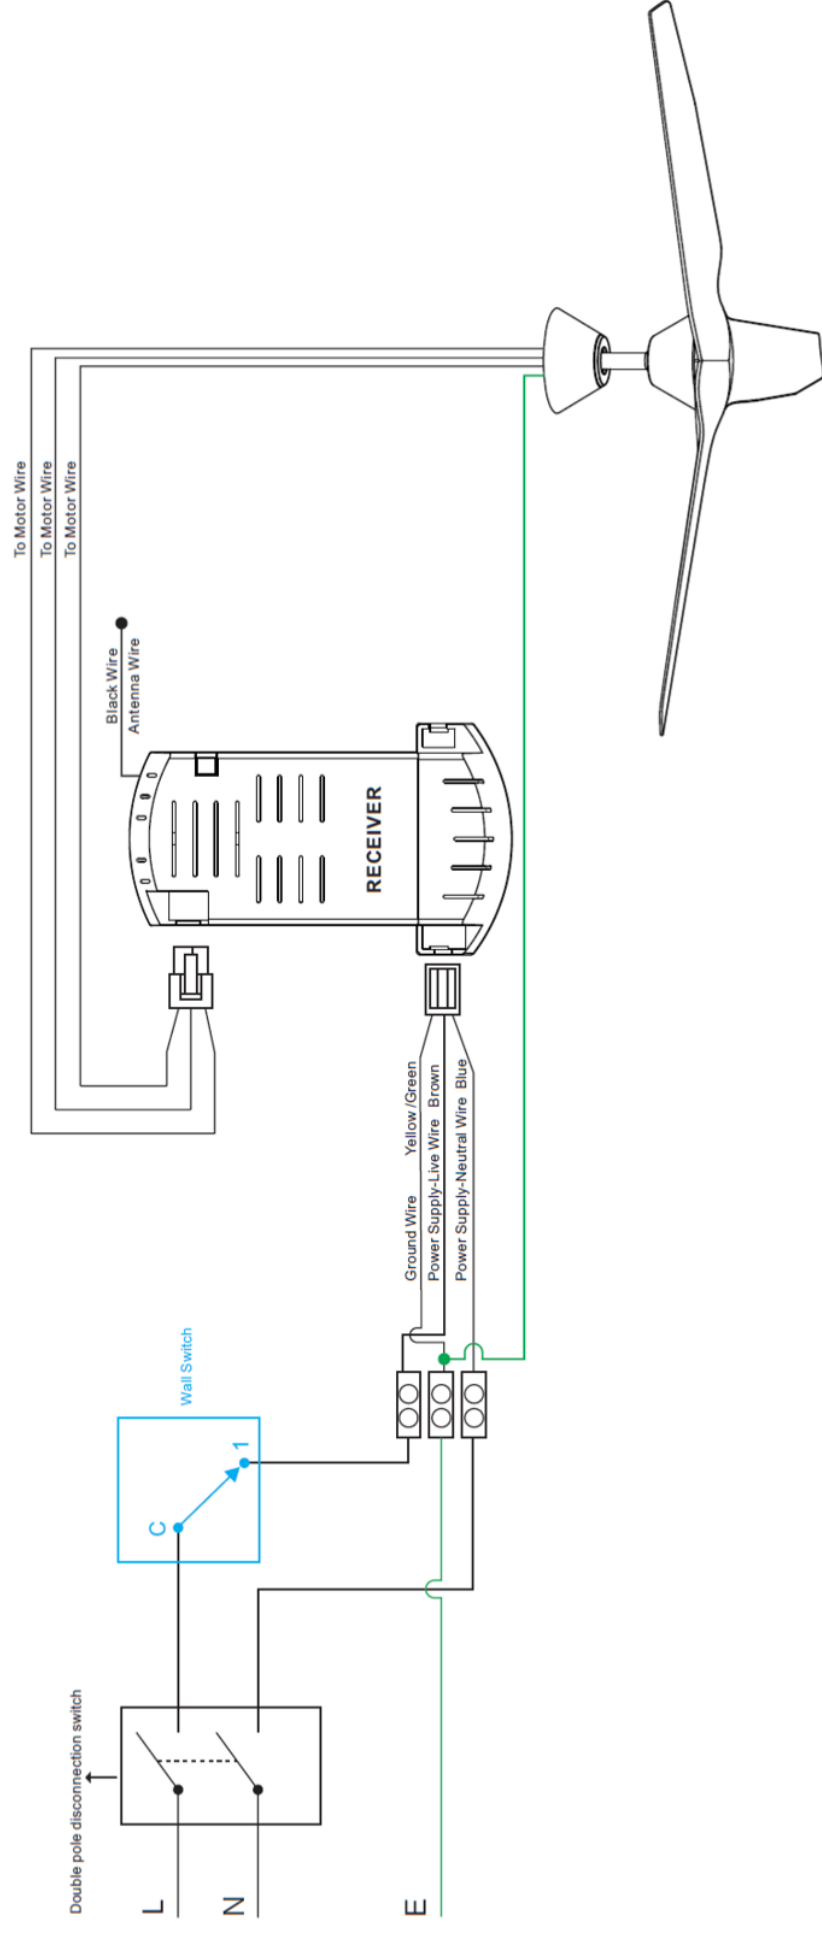 Double pole disconnection switch
L
N
E
Wall Switch
C
1
Ground Wire Yellow /Green
Power Supply-Live Wire Brown
Power Supply-Neutral Wire Blue
RECEIVER
Black Wire
Antenna Wire
To Motor Wire
To Motor Wire
To Motor Wire